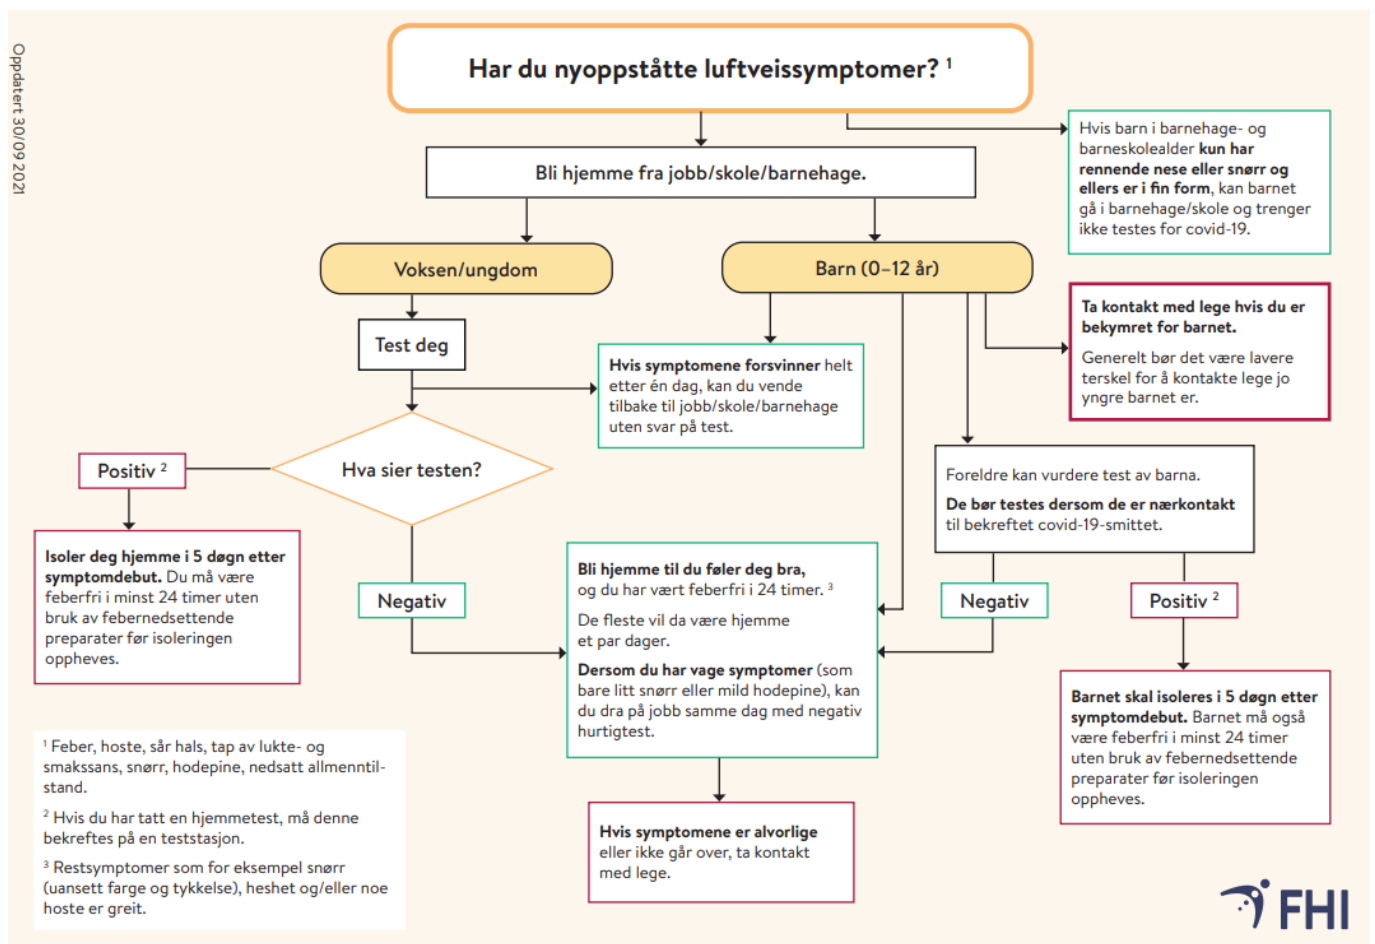 Oppdatert 30/09 2021
Har du nyoppståtte luftveissymptomer? ¹
Bli hjemme fra jobb/skole/barnehage.
Hvis barn i barnehage- og
barneskolealder kun har
rennende nese eller snørr og
ellers er i fin form, kan barnet
gå i barnehage/skole og trenger
ikke testes for covid-19.
Voksen/ungdom
Barn (0–12 år)
Test deg
Ta kontakt med lege hvis du er
bekymret for barnet.
Generelt bør det være lavere
terskel for å kontakte lege jo
yngre barnet er.
Hvis symptomene forsvinner helt
etter én dag, kan du vende
tilbake til jobb/skole/barnehage
uten svar på test.
Hva sier testen?
Positiv ²
Foreldre kan vurdere test av barna.
De bør testes dersom de er nærkontakt
til bekreftet covid-19-smittet.
Isoler deg hjemme i 5 døgn etter
symptomdebut. Du må være
feberfri i minst 24 timer uten
bruk av febernedsettende
preparater før isoleringen
oppheves.
Negativ
Bli hjemme til du føler deg bra,
og du har vært feberfri i 24 timer. ³
De fleste vil da være hjemme
et par dager.
Dersom du har vage symptomer (som
bare litt snørr eller mild hodepine), kan
du dra på jobb samme dag med negativ
hurtigtest.
Negativ
Positiv ²
Barnet skal isoleres i 5 døgn etter
symptomdebut. Barnet må også
være feberfri i minst 24 timer
uten bruk av febernedsettende
preparater før isoleringen
oppheves.
Hvis symptomene er alvorlige
eller ikke går over, ta kontakt
med lege.
¹ Feber, hoste, sår hals, tap av lukte- og
smakssans, snørr, hodepine, nedsatt allmenntil-
stand.
² Hvis du har tatt en hjemmetest, må denne
bekreftes på en teststasjon.
³ Restsymptomer som for eksempel snørr
(uansett farge og tykkelse), heshet og/eller noe
hoste er greit.
FHI